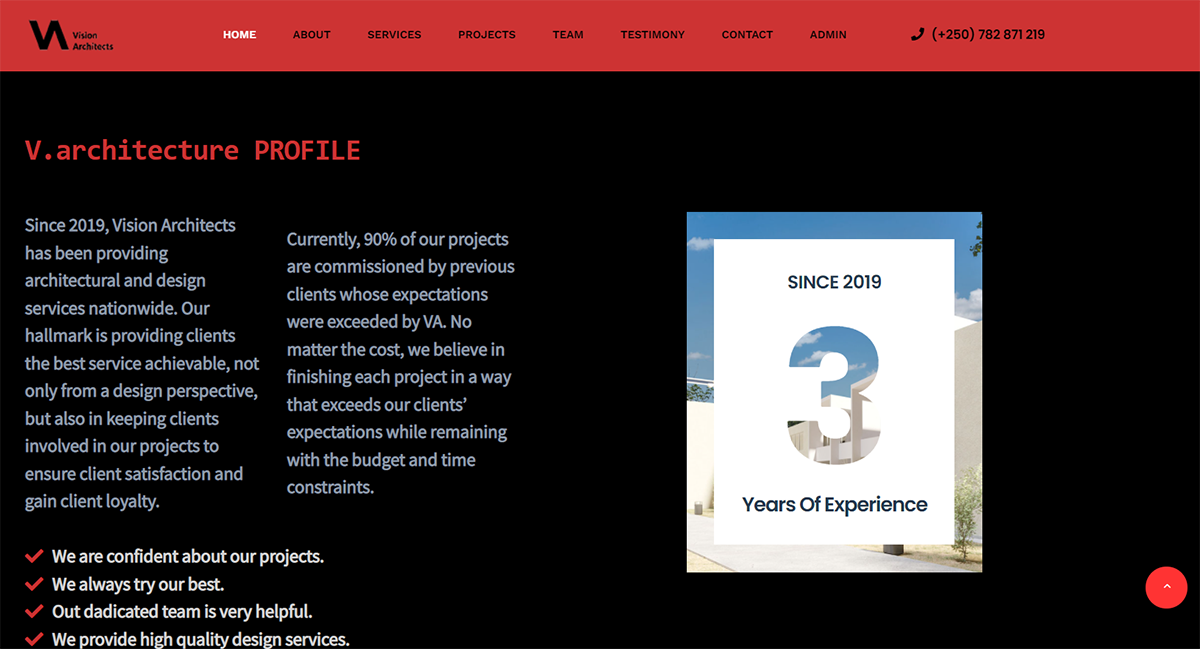 Vision
Architects
HOME ABOUT SERVICES PROJECTS TEAM TESTIMONY CONTACT ADMIN (+250) 782 871 219
V.architecture PROFILE
Since 2019, Vision Architects
has been providing
architectural and design
services nationwide. Our
hallmark is providing clients
the best service achievable, not
only from a design perspective,
but also in keeping clients
involved in our projects to
ensure client satisfaction and
gain client loyalty.
Currently, 90% of our projects
are commissioned by previous
clients whose expectations
were exceeded by VA. No
matter the cost, we believe in
finishing each project in a way
that exceeds our clients’
expectations while remaining
with the budget and time
constraints.
We are confident about our projects.
We always try our best.
Out dadicated team is very helpful.
We provide high quality design services.
SINCE 2019
3
Years Of Experience